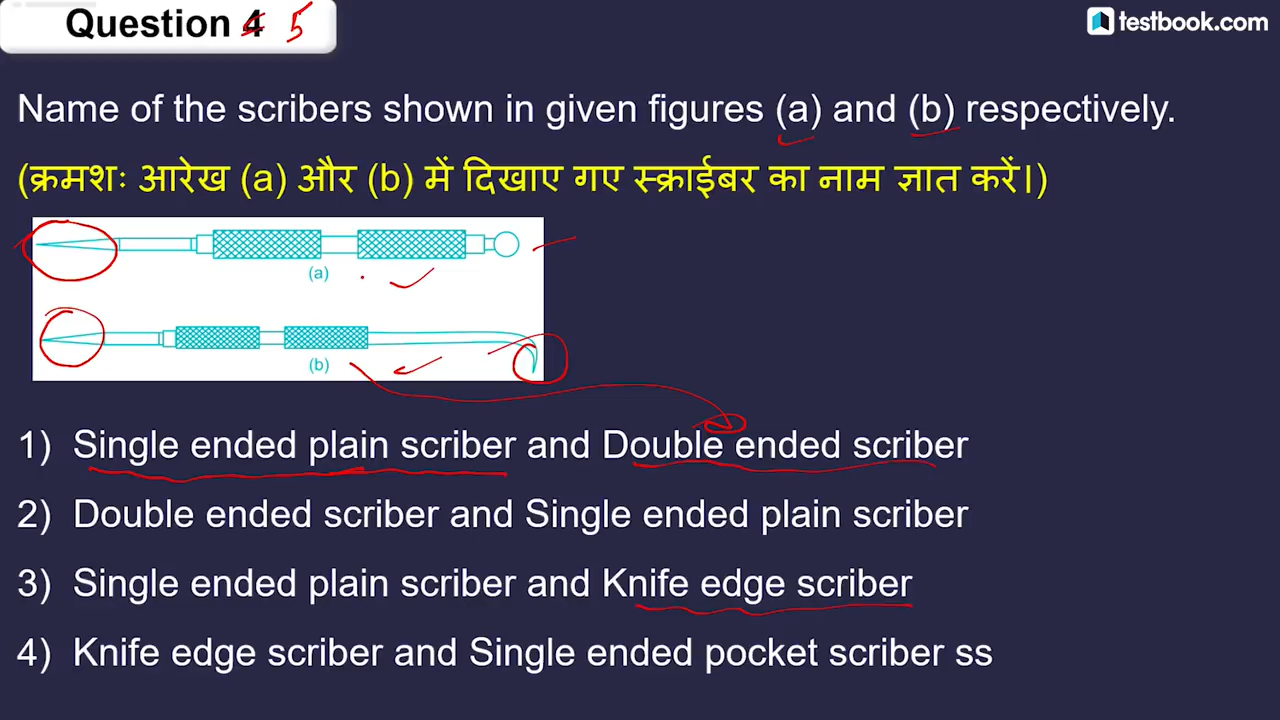 Question 4 5
testbook.com
Name of the scribers shown in given figures (a) and (b) respectively.
(क्रमशः आरेख (a) और (b) में दिखाए गए स्क्राईबर का नाम ज्ञात करें।)
(a)
(b)
1) Single ended plain scriber and Double ended scriber
2) Double ended scriber and Single ended plain scriber
3) Single ended plain scriber and Knife edge scriber
4) Knife edge scriber and Single ended pocket scriber ss